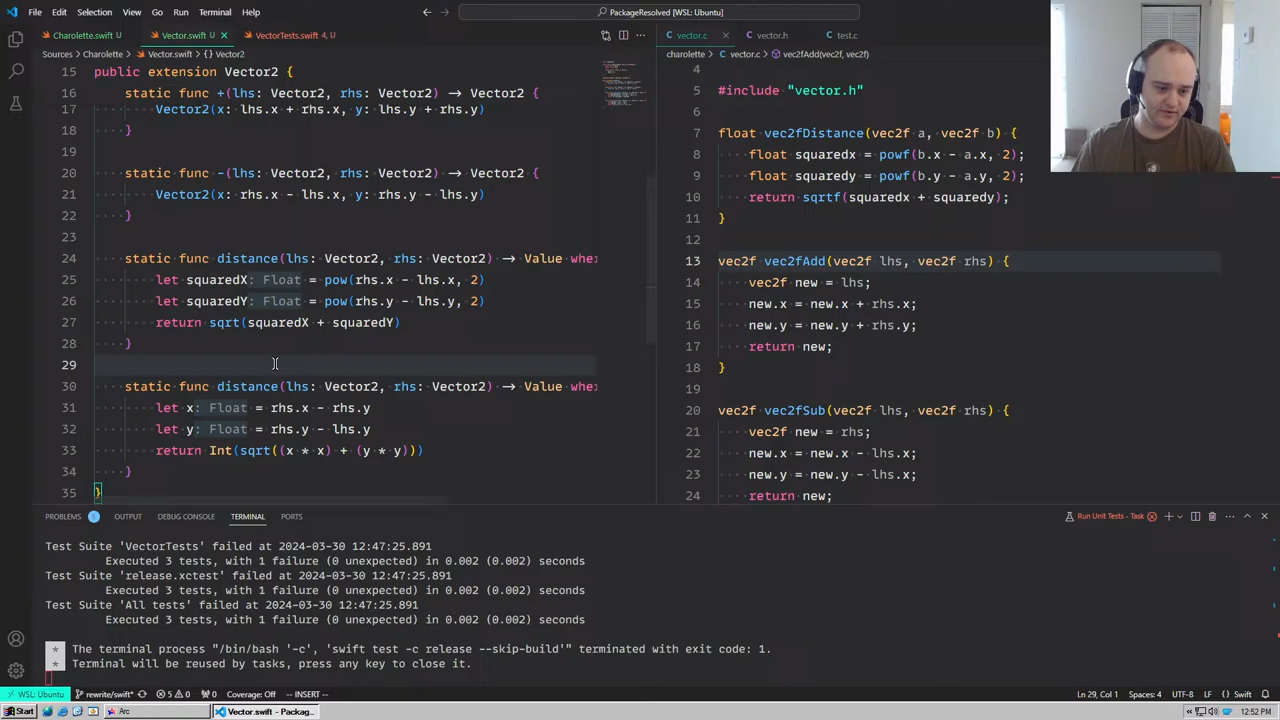 File Edit Selection View Go Run Terminal Help
PackageResolved [WSL: Ubuntu]
Charolette.swift 5, U
Vector.swift 6
VectorTests.swift 4, U
Sources > Charolette > Vector.swift > {} Vector2
15 public extension Vector2 {
16 static func +(lhs: Vector2, rhs: Vector2) -> Vector2 {
17 Vector2(x: lhs.x + rhs.x, y: lhs.y + rhs.y)
18 }
19
20 static func -(lhs: Vector2, rhs: Vector2) -> Vector2 {
21 Vector2(x: rhs.x - lhs.x, y: rhs.y - lhs.y)
22 }
23
24 static func distance(lhs: Vector2, rhs: Vector2) -> Value wher
25 let squaredX: Float = pow(rhs.x - lhs.x, 2)
26 let squaredY: Float = pow(rhs.y - lhs.y, 2)
27 return sqrt(squaredX + squaredY)
28 }
29
30 static func distance(lhs: Vector2, rhs: Vector2) -> Value wher
31 let x: Float = rhs.x - rhs.y
32 let y: Float = rhs.y - lhs.y
33 return Int(sqrt((x * x) + (y * y)))
34 }
35 }
vector.c
vector.h
test.c
charolette > vector.c > vec2fAdd(vec2f, vec2f)
4
5 #include "vector.h"
6
7 float vec2fDistance(vec2f a, vec2f b) {
8 float squaredx = powf(b.x - a.x, 2);
9 float squaredy = powf(b.y - a.y, 2);
10 return sqrtf(squaredx + squaredy);
11 }
12
13 vec2f vec2fAdd(vec2f lhs, vec2f rhs) {
14 vec2f new = lhs;
15 new.x = new.x + rhs.x;
16 new.y = new.y + rhs.y;
17 return new;
18 }
19
20 vec2f vec2fSub(vec2f lhs, vec2f rhs) {
21 vec2f new = rhs;
22 new.x = new.x - lhs.x;
23 new.y = new.y - lhs.y;
24 return new;
PROBLEMS 5 OUTPUT DEBUG CONSOLE TERMINAL PORTS
Run Unit Tests - Task
Test Suite 'VectorTests' failed at 2024-03-30 12:47:25.891
Executed 3 tests, with 1 failure (0 unexpected) in 0.002 (0.002) seconds
Test Suite 'release.xctest' failed at 2024-03-30 12:47:25.891
Executed 3 tests, with 1 failure (0 unexpected) in 0.002 (0.002) seconds
Test Suite 'All tests' failed at 2024-03-30 12:47:25.891
Executed 3 tests, with 1 failure (0 unexpected) in 0.002 (0.002) seconds
* The terminal process "/bin/bash '-c', 'swift test -c release --skip-build'" terminated with exit code: 1.
* Terminal will be reused by tasks, press any key to close it.
WSL: Ubuntu rewrite/swift* 5 0 0 Coverage: Off -- INSERT -- Ln 29, Col 1 Spaces: 4 UTF-8 LF Swift
Start Arc Vector.swift - Packag... 12:52 PM